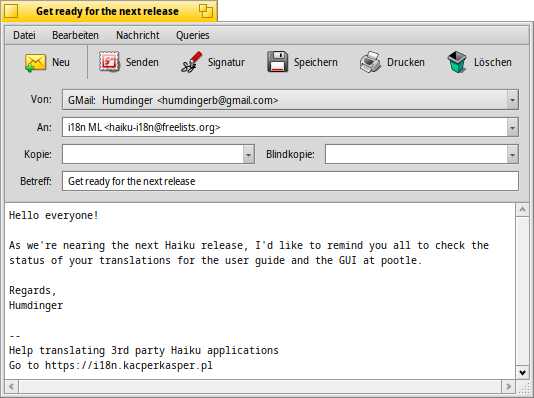 Get ready for the next release
Datei Bearbeiten Nachricht Queries
Neu Senden Signatur Speichern Drucken Löschen
Von: GMail: Humdinger <humdingerb@gmail.com>
An: i18n ML <haiku-i18n@freelists.org>
Kopie: Blindkopie:
Betreff: Get ready for the next release
Hello everyone!
As we're nearing the next Haiku release, I'd like to remind you all to check the
status of your translations for the user guide and the GUI at pootle.
Regards,
Humdinger
--
Help translating 3rd party Haiku applications
Go to https://i18n.kacperkasper.pl